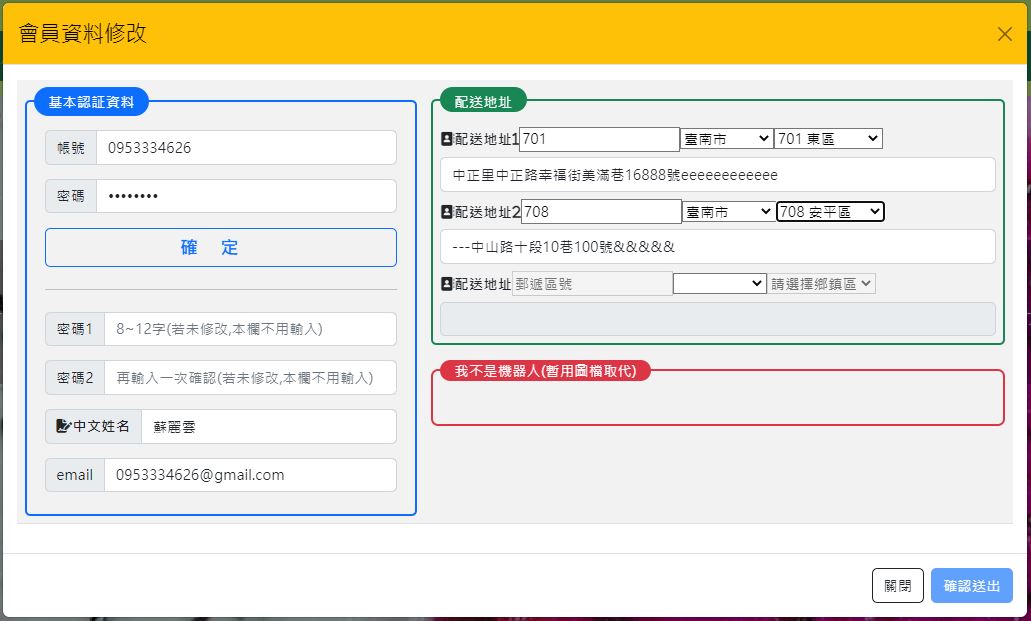 會員資料修改
基本認証資料
帳號 0953334626
密碼 ••••••••
確 定
密碼1 8~12字(若未修改,本欄不用輸入)
密碼2 再輸入一次確認(若未修改,本欄不用輸入)
中文姓名 蘇麗雲
email 0953334626@gmail.com
配送地址
配送地址1 701 臺南市 701 東區
中正里中正路幸福街美滿巷16888號eeeeeeeeeeee
配送地址2 708 臺南市 708 安平區
---中山路十段10巷100號&&&&&
配送地址 郵遞區號 請選擇鄉鎮區
我不是機器人(暫用圖檔取代)
關閉 確認送出